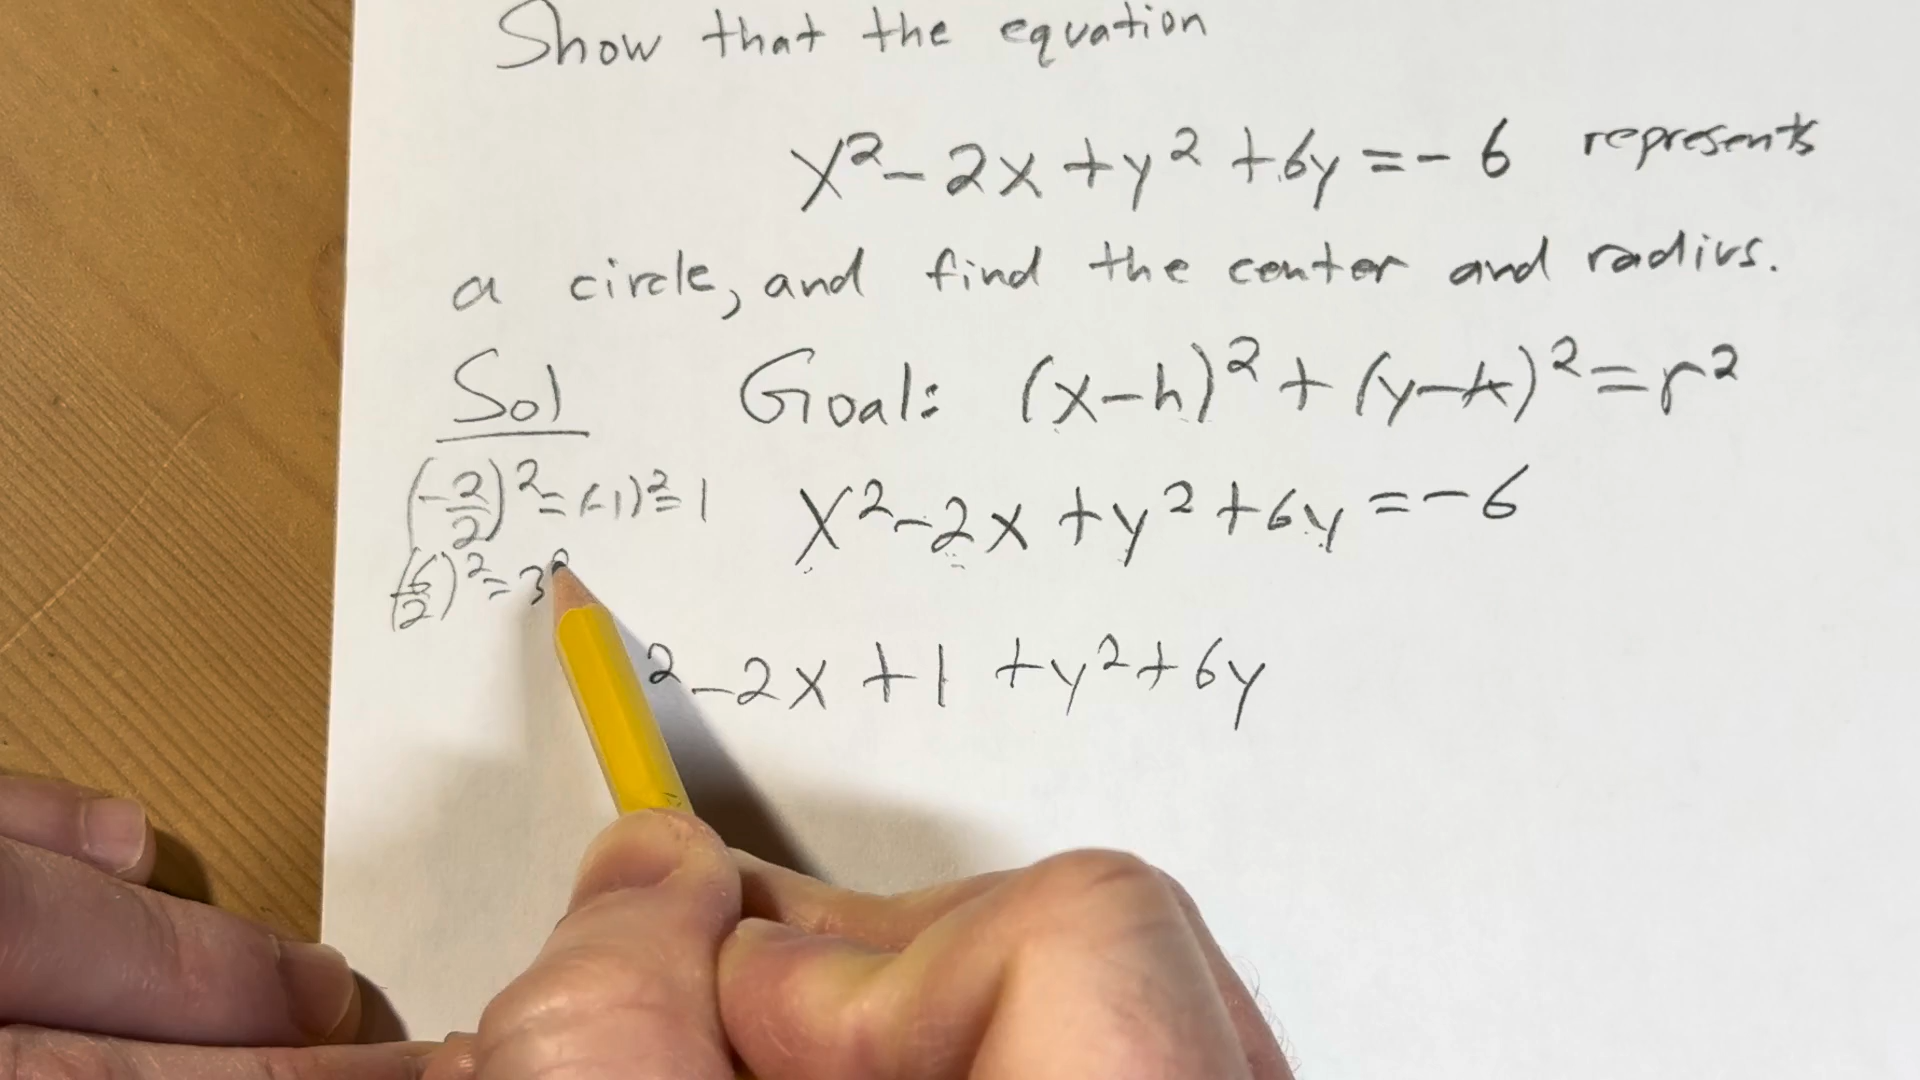 Show that the equation
x² - 2x + y² + 6y = - 6 represents
a circle, and find the center and radius.
Sol Goal: (x-h)² + (y-k)² = r²
(-2/2)² = (-1)² = 1 x² - 2x + y² + 6y = - 6
(6/2)² = 3
² - 2x + 1 + y² + 6y